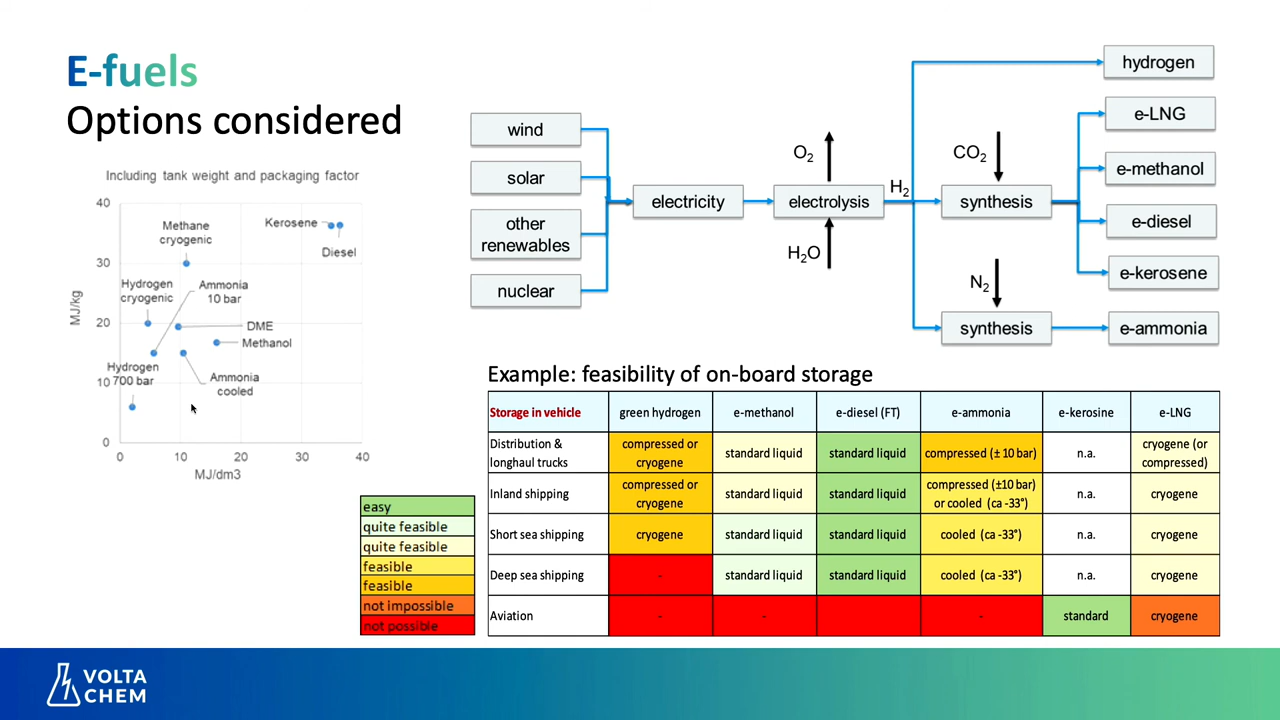 E-fuels
Options considered
Including tank weight and packaging factor
40
30
20
10
0
MJ/kg
0
10
20
30
40
MJ/dm3
Kerosene
Diesel
Methane
cryogenic
Hydrogen
cryogenic
Ammonia
10 bar
DME
Methanol
Ammonia
cooled
Hydrogen
700 bar
wind
solar
other
renewables
nuclear
electricity
O2
electrolysis
H2O
H2
CO2
synthesis
N2
synthesis
hydrogen
e-LNG
e-methanol
e-diesel
e-kerosene
e-ammonia
Example: feasibility of on-board storage
Storage in vehicle green hydrogen e-methanol e-diesel (FT) e-ammonia e-kerosine e-LNG
Distribution &
longhaul trucks
compressed or
cryogene
standard liquid
standard liquid
compressed (± 10 bar)
n.a.
cryogene (or
compressed)
Inland shipping
compressed or
cryogene
standard liquid
standard liquid
compressed (±10 bar)
or cooled (ca -33°)
n.a.
cryogene
Short sea shipping cryogene standard liquid standard liquid cooled (ca -33°) n.a. cryogene
Deep sea shipping - standard liquid standard liquid cooled (ca -33°) n.a. cryogene
Aviation - - - standard cryogene
easy
quite feasible
quite feasible
feasible
feasible
not impossible
not possible
VOLTA
CHEM